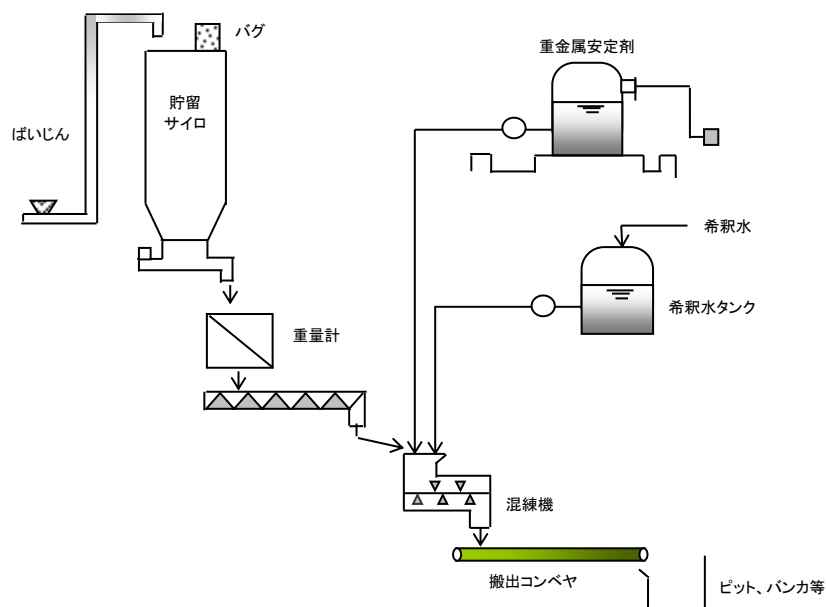 バグ
重金属安定剤
貯留
サイロ
ばいじん
希釈水
希釈水タンク
重量計
混練機
搬出コンベヤ
ピット、バンカ等